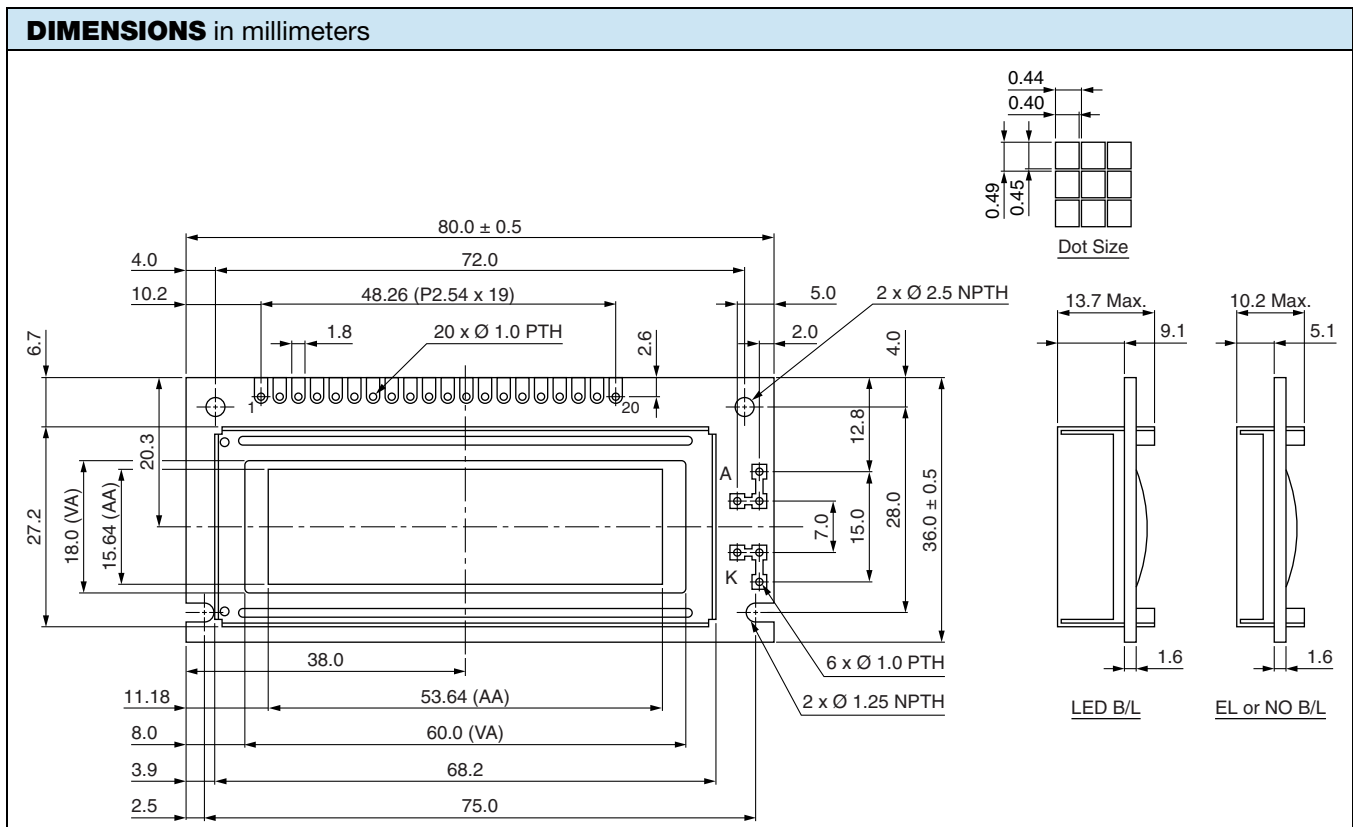 DIMENSIONS in millimeters
0.44
0.40
0.49
0.45
Dot Size
80.0 ± 0.5
4.0
72.0
10.2
48.26 (P2.54 x 19)
5.0
2 x Ø 2.5 NPTH
13.7 Max.
10.2 Max.
1.8
20 x Ø 1.0 PTH
2.6
2.0
4.0
9.1
5.1
6.7
1
20
20.3
12.8
27.2
18.0 (VA)
15.64 (AA)
A
7.0
15.0
28.0
36.0 ± 0.5
K
38.0
6 x Ø 1.0 PTH
1.6
1.6
11.18
53.64 (AA)
2 x Ø 1.25 NPTH
LED B/L
EL or NO B/L
8.0
60.0 (VA)
3.9
68.2
2.5
75.0